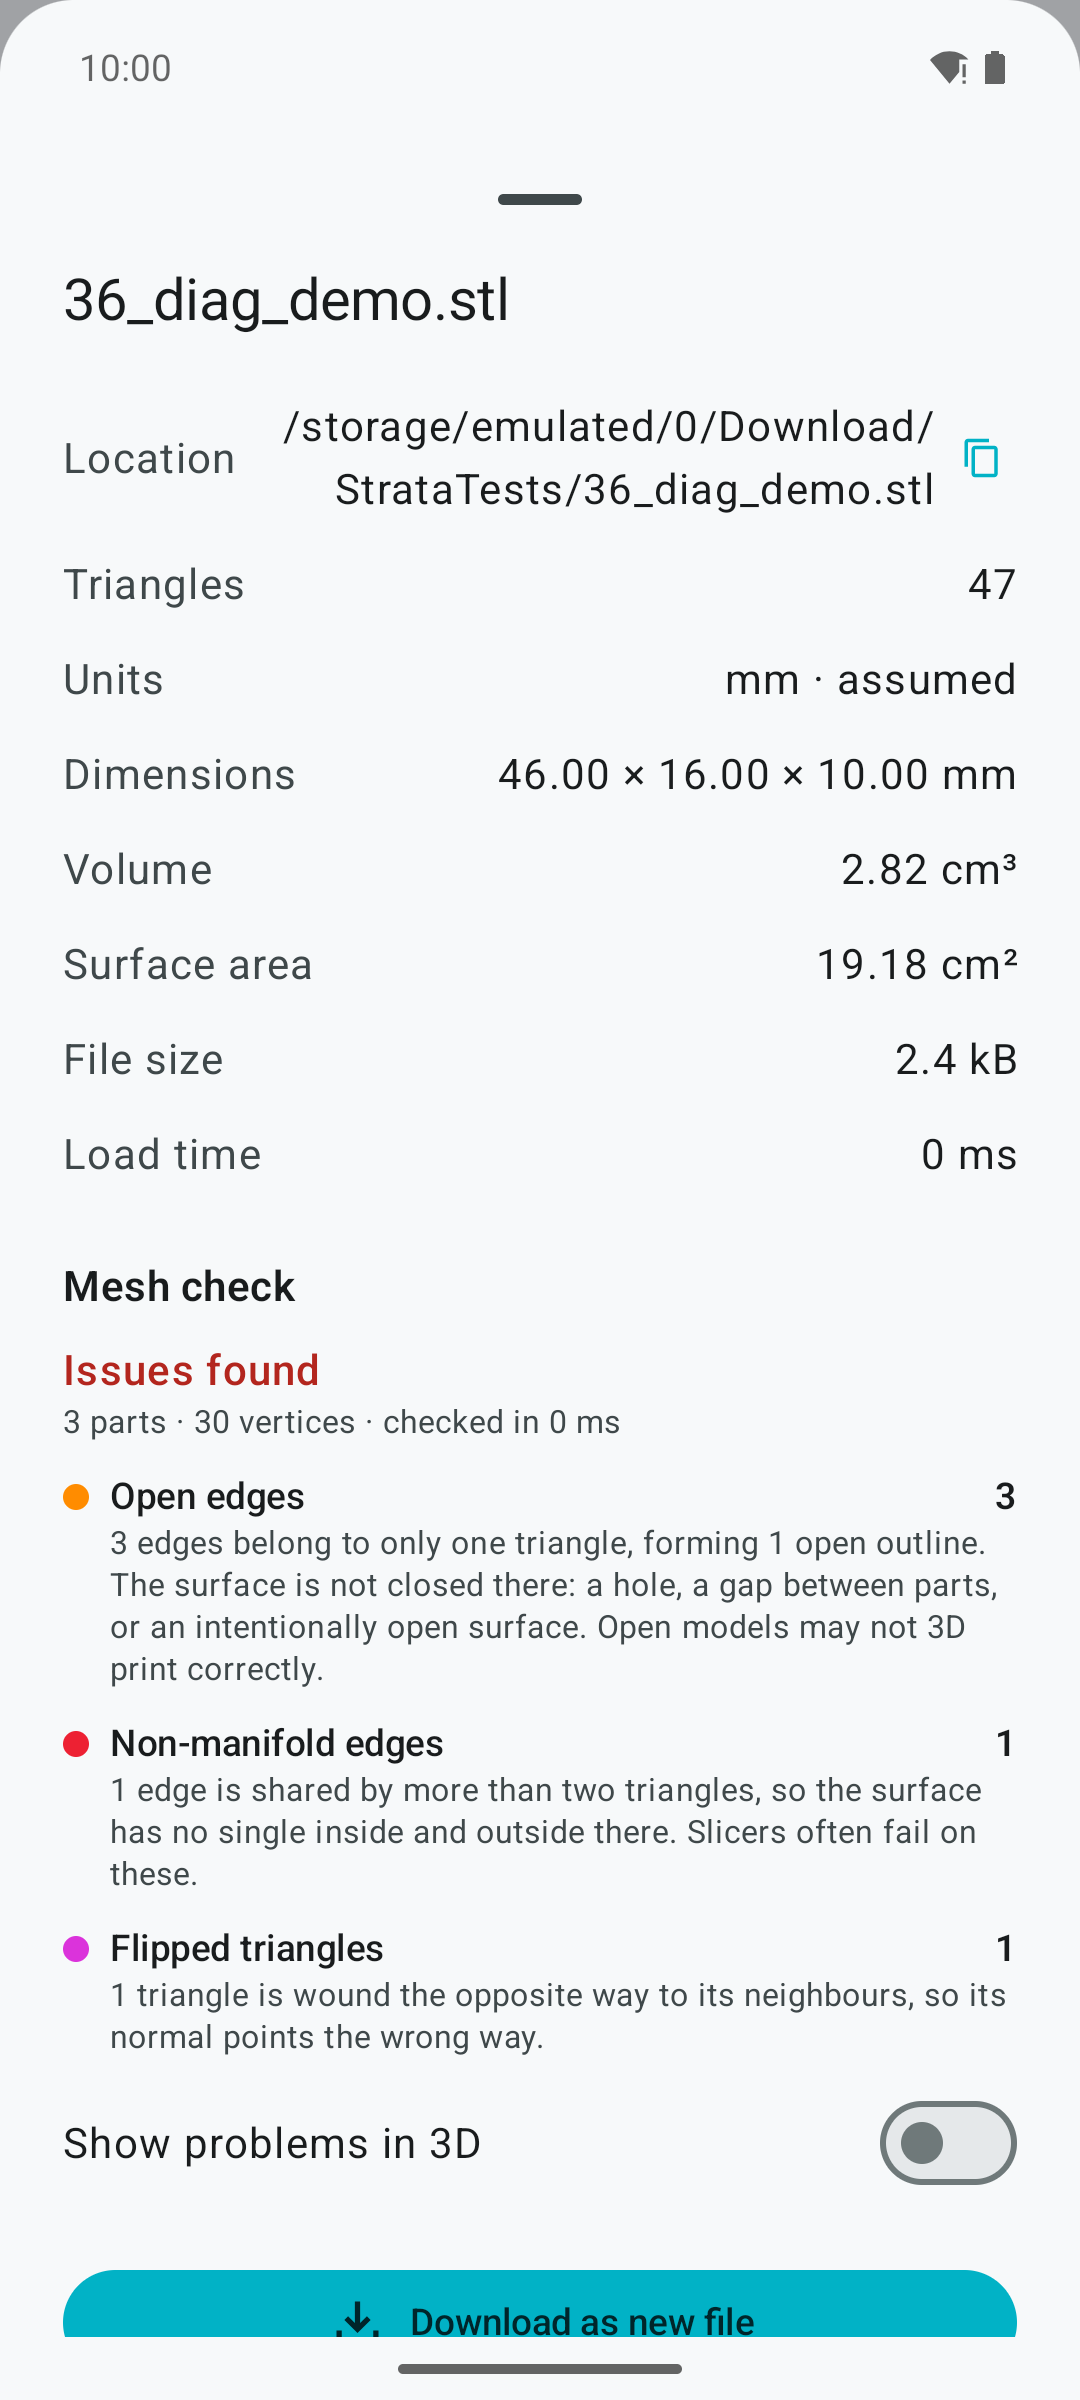 10:00
36_diag_demo.stl
Location
/storage/emulated/0/Download/
StrataTests/36_diag_demo.stl
Triangles 47
Units mm · assumed
Dimensions 46.00 × 16.00 × 10.00 mm
Volume 2.82 cm³
Surface area 19.18 cm²
File size 2.4 kB
Load time 0 ms
Mesh check
Issues found
3 parts · 30 vertices · checked in 0 ms
Open edges 3
3 edges belong to only one triangle, forming 1 open outline.
The surface is not closed there: a hole, a gap between parts,
or an intentionally open surface. Open models may not 3D
print correctly.
Non-manifold edges 1
1 edge is shared by more than two triangles, so the surface
has no single inside and outside there. Slicers often fail on
these.
Flipped triangles 1
1 triangle is wound the opposite way to its neighbours, so its
normal points the wrong way.
Show problems in 3D
Download as new file